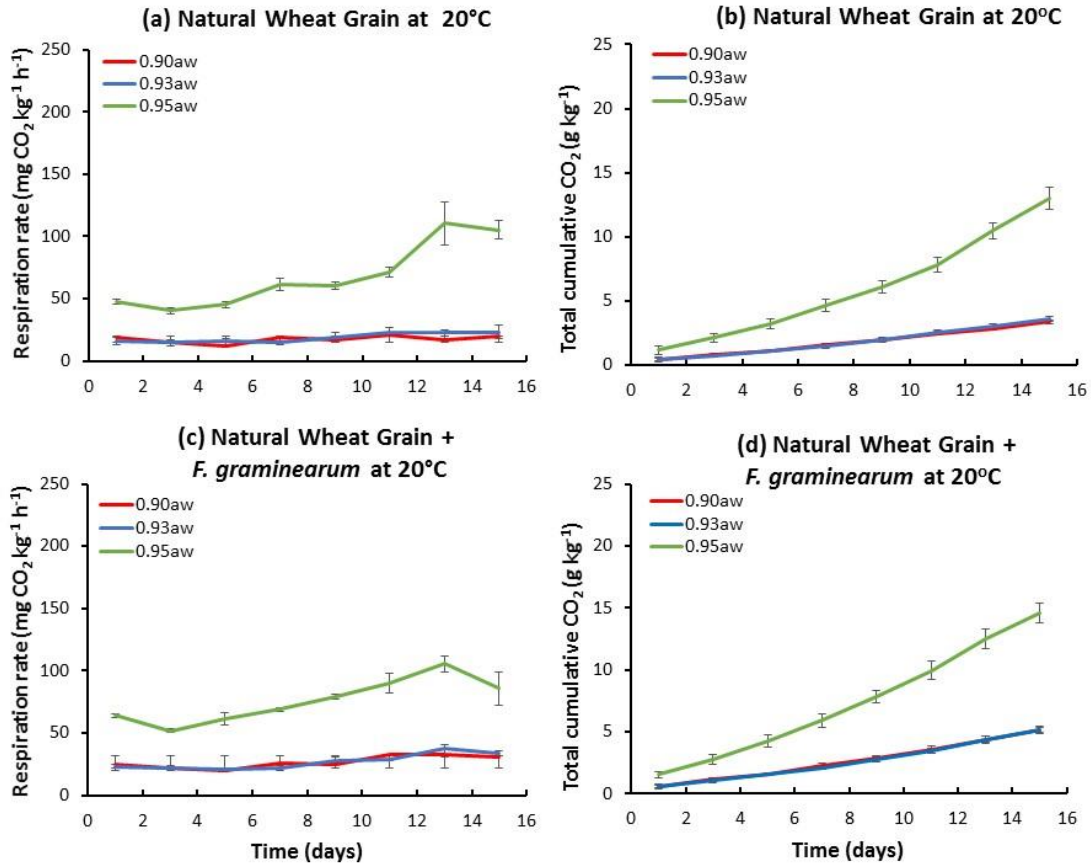 (a) Natural Wheat Grain at 20°C
Respiration rate (mg CO₂ kg⁻¹ h⁻¹)
250
200
150
100
50
0
0.90aw
0.93aw
0.95aw
0 2 4 6 8 10 12 14 16
(b) Natural Wheat Grain at 20ºC
Total cumulative CO₂ (g kg⁻¹)
25
20
15
10
5
0
0.90aw
0.93aw
0.95aw
0 2 4 6 8 10 12 14 16
(c) Natural Wheat Grain +
F. graminearum at 20°C
Respiration rate (mg CO₂ kg⁻¹ h⁻¹)
250
200
150
100
50
0
0.90aw
0.93aw
0.95aw
0 2 4 6 8 10 12 14 16
Time (days)
(d) Natural Wheat Grain +
F. graminearum at 20ºC
Total cumulative CO₂ (g kg⁻¹)
25
20
15
10
5
0
0.90aw
0.93aw
0.95aw
0 2 4 6 8 10 12 14 16
Time (days)